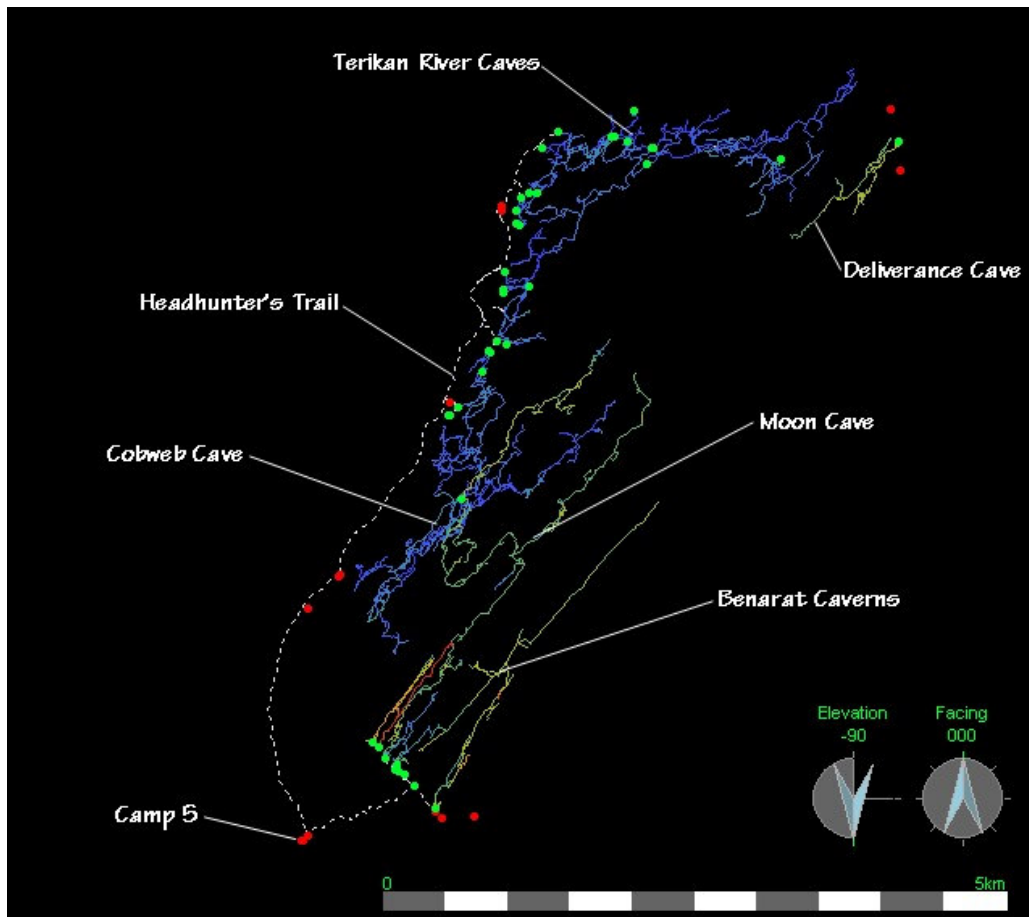 Terikan River Caves
Deliverance Cave
Headhunter's Trail
Moon Cave
Cobweb Cave
Benarat Caverns
Elevation Facing
-90 000
Camp 5
0 5km